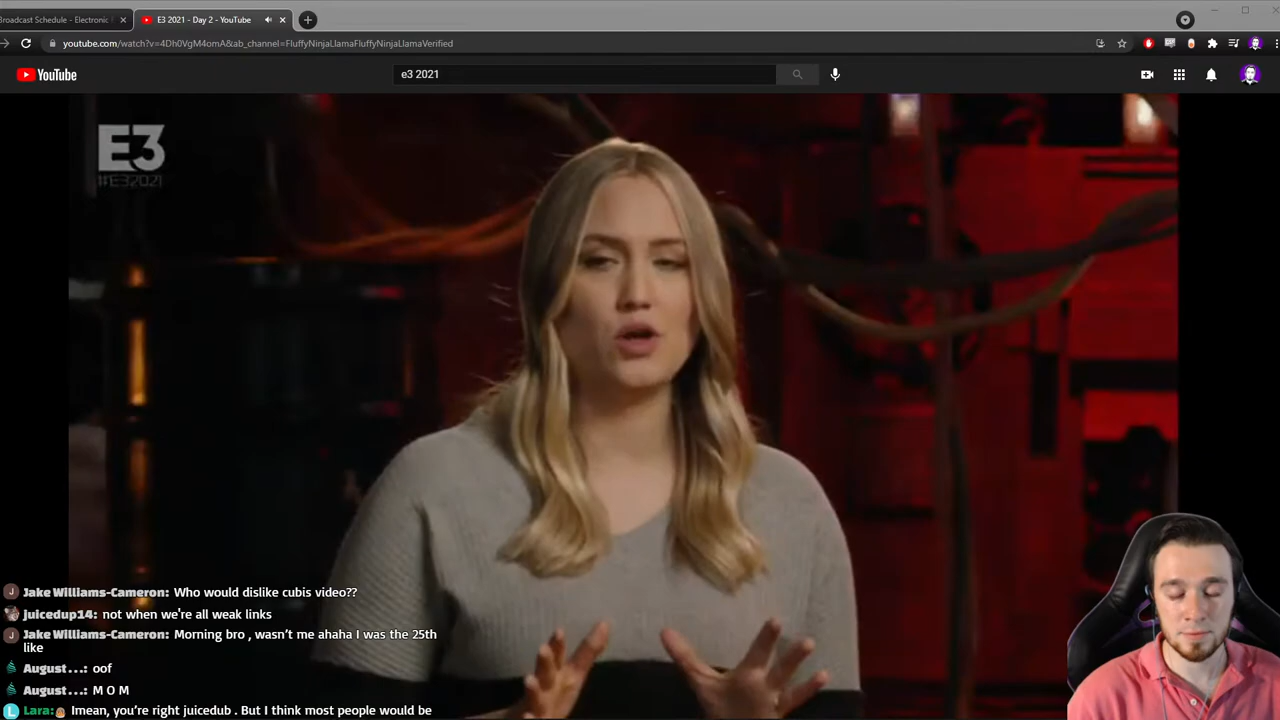 Broadcast Schedule - Electronic
E3 2021 - Day 2 - YouTube
youtube.com/watch?v=4Dh0VgM4omA&ab_channel=FluffyNinjaLlamaFluffyNinjaLlamaVerified
YouTube
e3 2021
E3
#E32021
J Jake Williams-Cameron: Who would dislike cubis video??
juicedup14: not when we're all weak links
J Jake Williams-Cameron: Morning bro , wasn't me ahaha I was the 25th
like
August...: oof
August...: M O M
L Lara: Imean, you're right juicedub . But I think most people would be